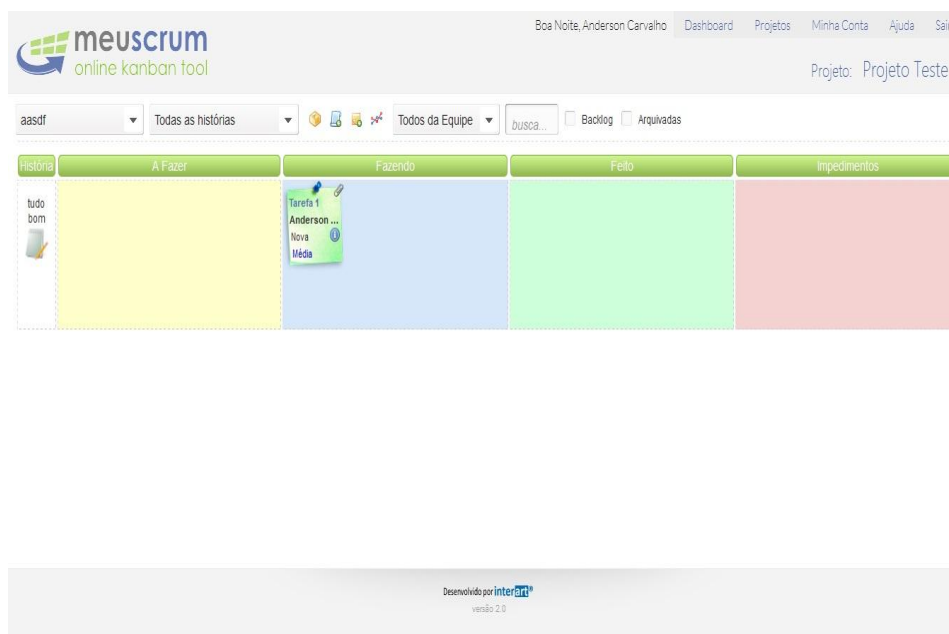 meuscrum
online kanban tool
Boa Noite, Anderson Carvalho Dashboard Projetos Minha Conta Ajuda Sair
Projeto: Projeto Teste
aasdf Todas as histórias Todos da Equipe busca... Backlog Arquivadas
História A Fazer Fazendo Feito Impedimentos
tudo
bom
Tarefa 1
Anderson ...
Nova
Média
Desenvolvido por interart
versão 2.0